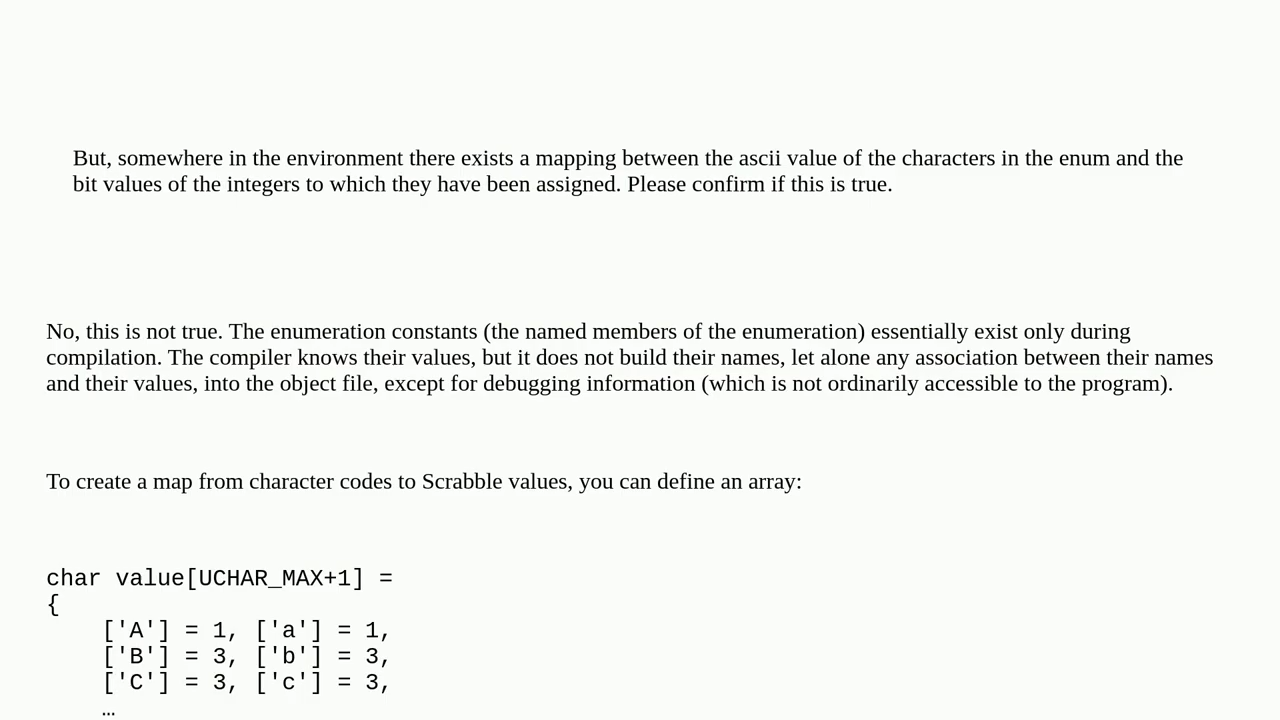 But, somewhere in the environment there exists a mapping between the ascii value of the characters in the enum and the
bit values of the integers to which they have been assigned. Please confirm if this is true.
No, this is not true. The enumeration constants (the named members of the enumeration) essentially exist only during
compilation. The compiler knows their values, but it does not build their names, let alone any association between their names
and their values, into the object file, except for debugging information (which is not ordinarily accessible to the program).
To create a map from character codes to Scrabble values, you can define an array:
char value[UCHAR_MAX+1] =
{
    ['A'] = 1, ['a'] = 1,
    ['B'] = 3, ['b'] = 3,
    ['C'] = 3, ['c'] = 3,
    …